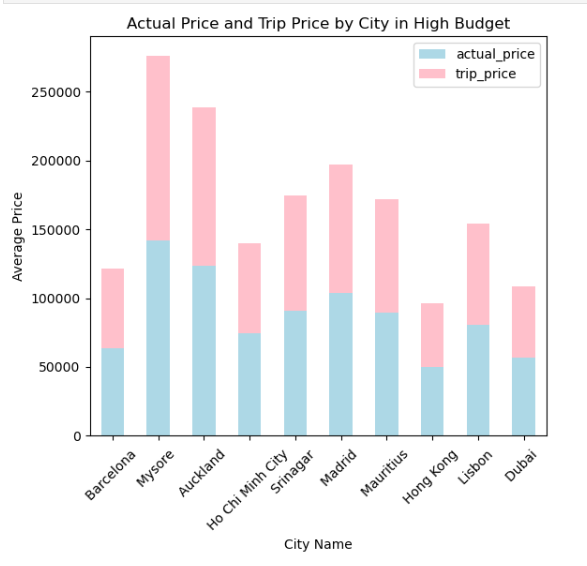 Actual Price and Trip Price by City in High Budget
actual_price
trip_price
250000
200000
150000
100000
50000
0
Average Price
Barcelona
Mysore
Auckland
Ho Chi Minh City
Srinagar
Madrid
Mauritius
Hong Kong
Lisbon
Dubai
City Name